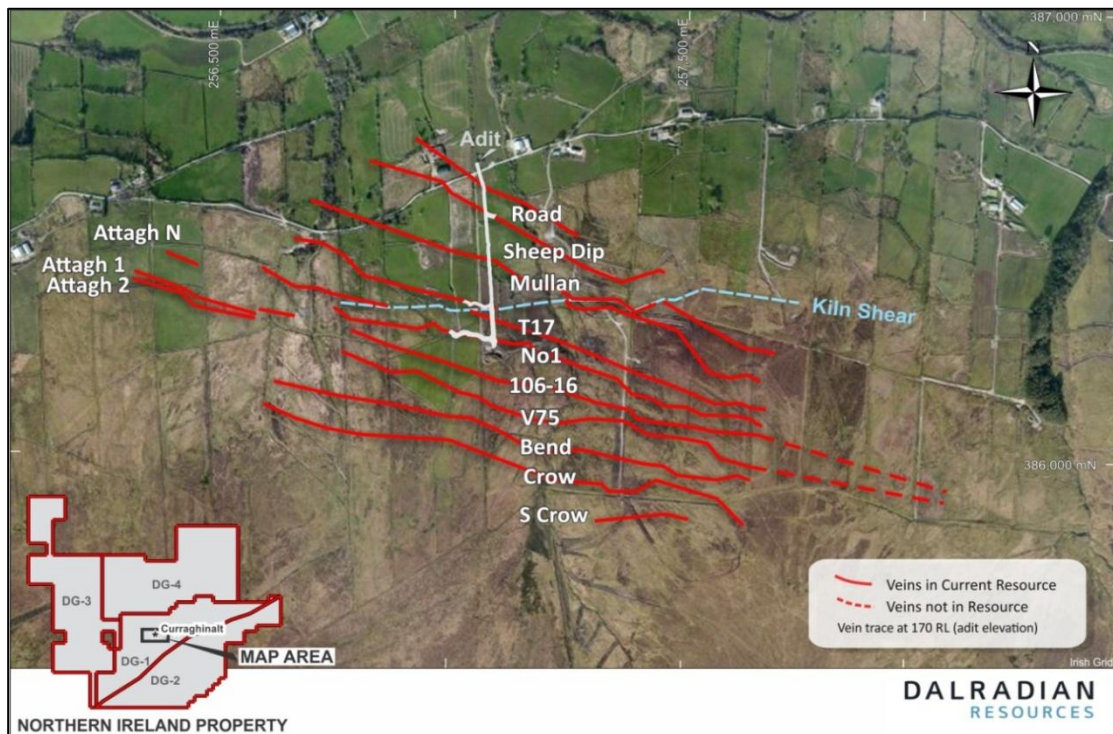 387,000 mN
256,500 mE
257,500 mE
Adit
Road
Attagh N
Sheep Dip
Attagh 1
Attagh 2
Mullan
Kiln Shear
T17
No1
106-16
V75
Bend
386,000 mN
Crow
S Crow
DG-4
DG-3
Curraghinalt
DG-1
MAP AREA
DG-2
NORTHERN IRELAND PROPERTY
Veins in Current Resource
Veins not in Resource
Vein trace at 170 RL (adit elevation)
Irish Grid
DALRADIAN
RESOURCES